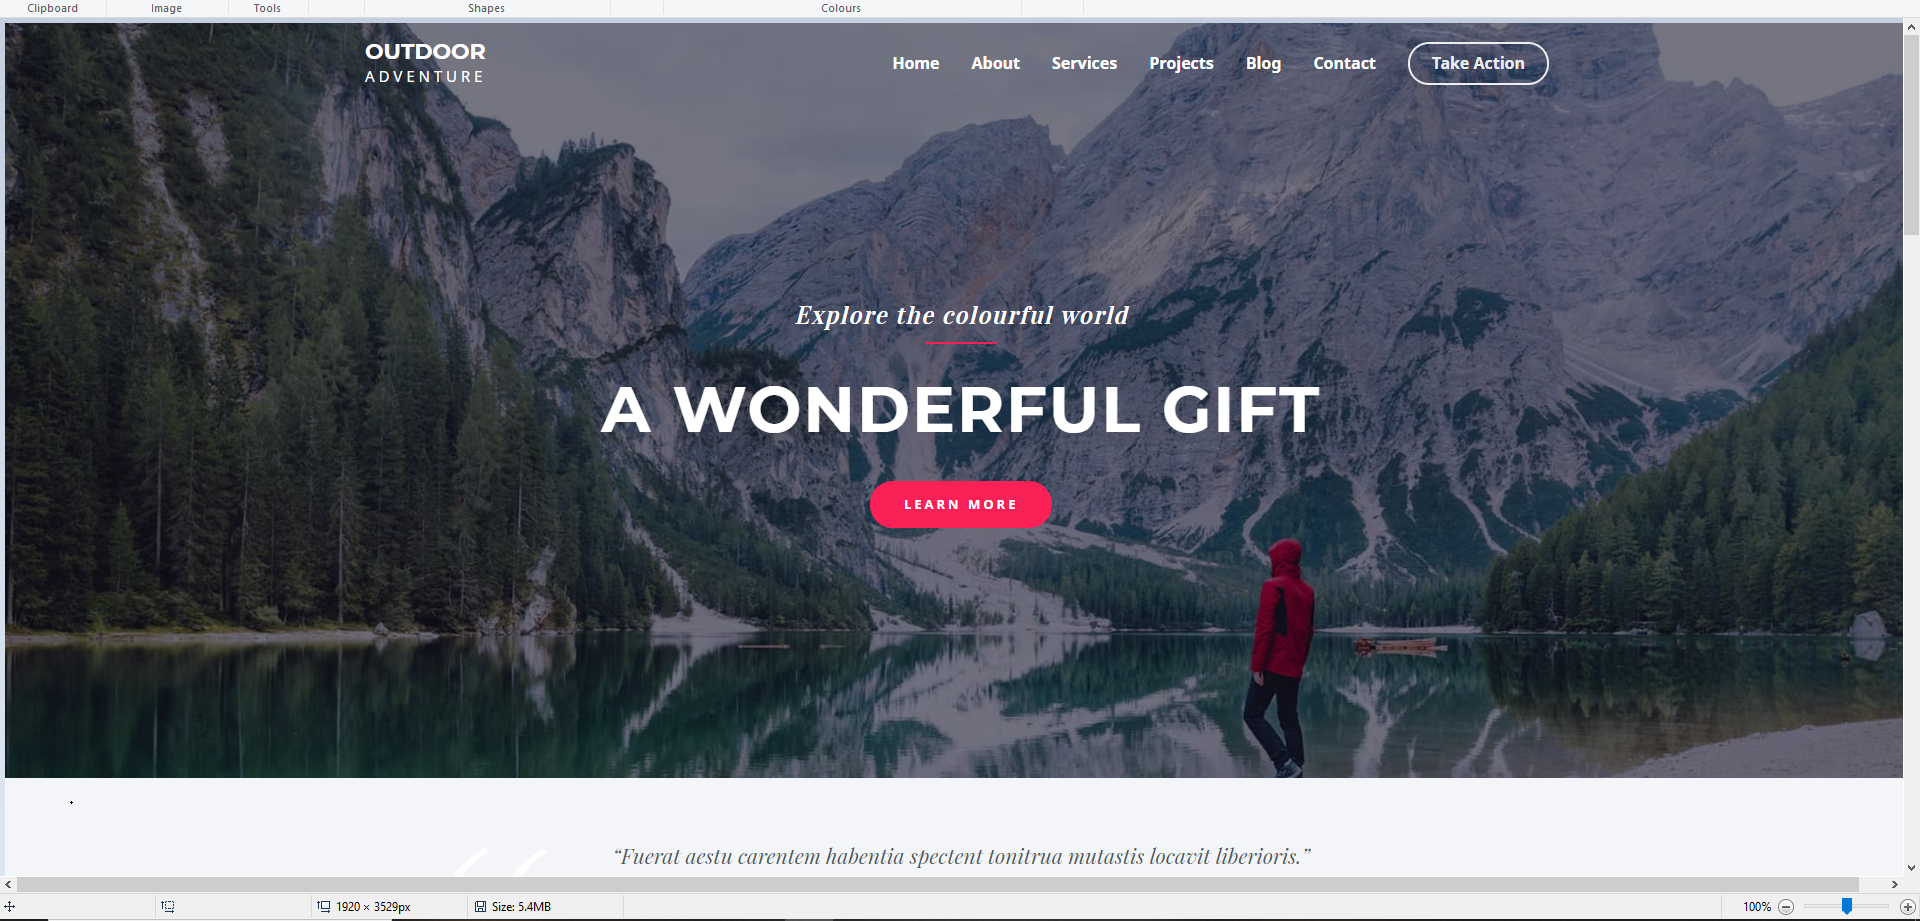 Clipboard Image Tools Shapes Colours
OUTDOOR
ADVENTURE
Home About Services Projects Blog Contact Take Action
Explore the colourful world
A WONDERFUL GIFT
LEARN MORE
“Fuerat aestu carentem habentia spectent tonitrua mutastis locavit liberioris.”
1920 × 3529px Size: 5.4MB 100%